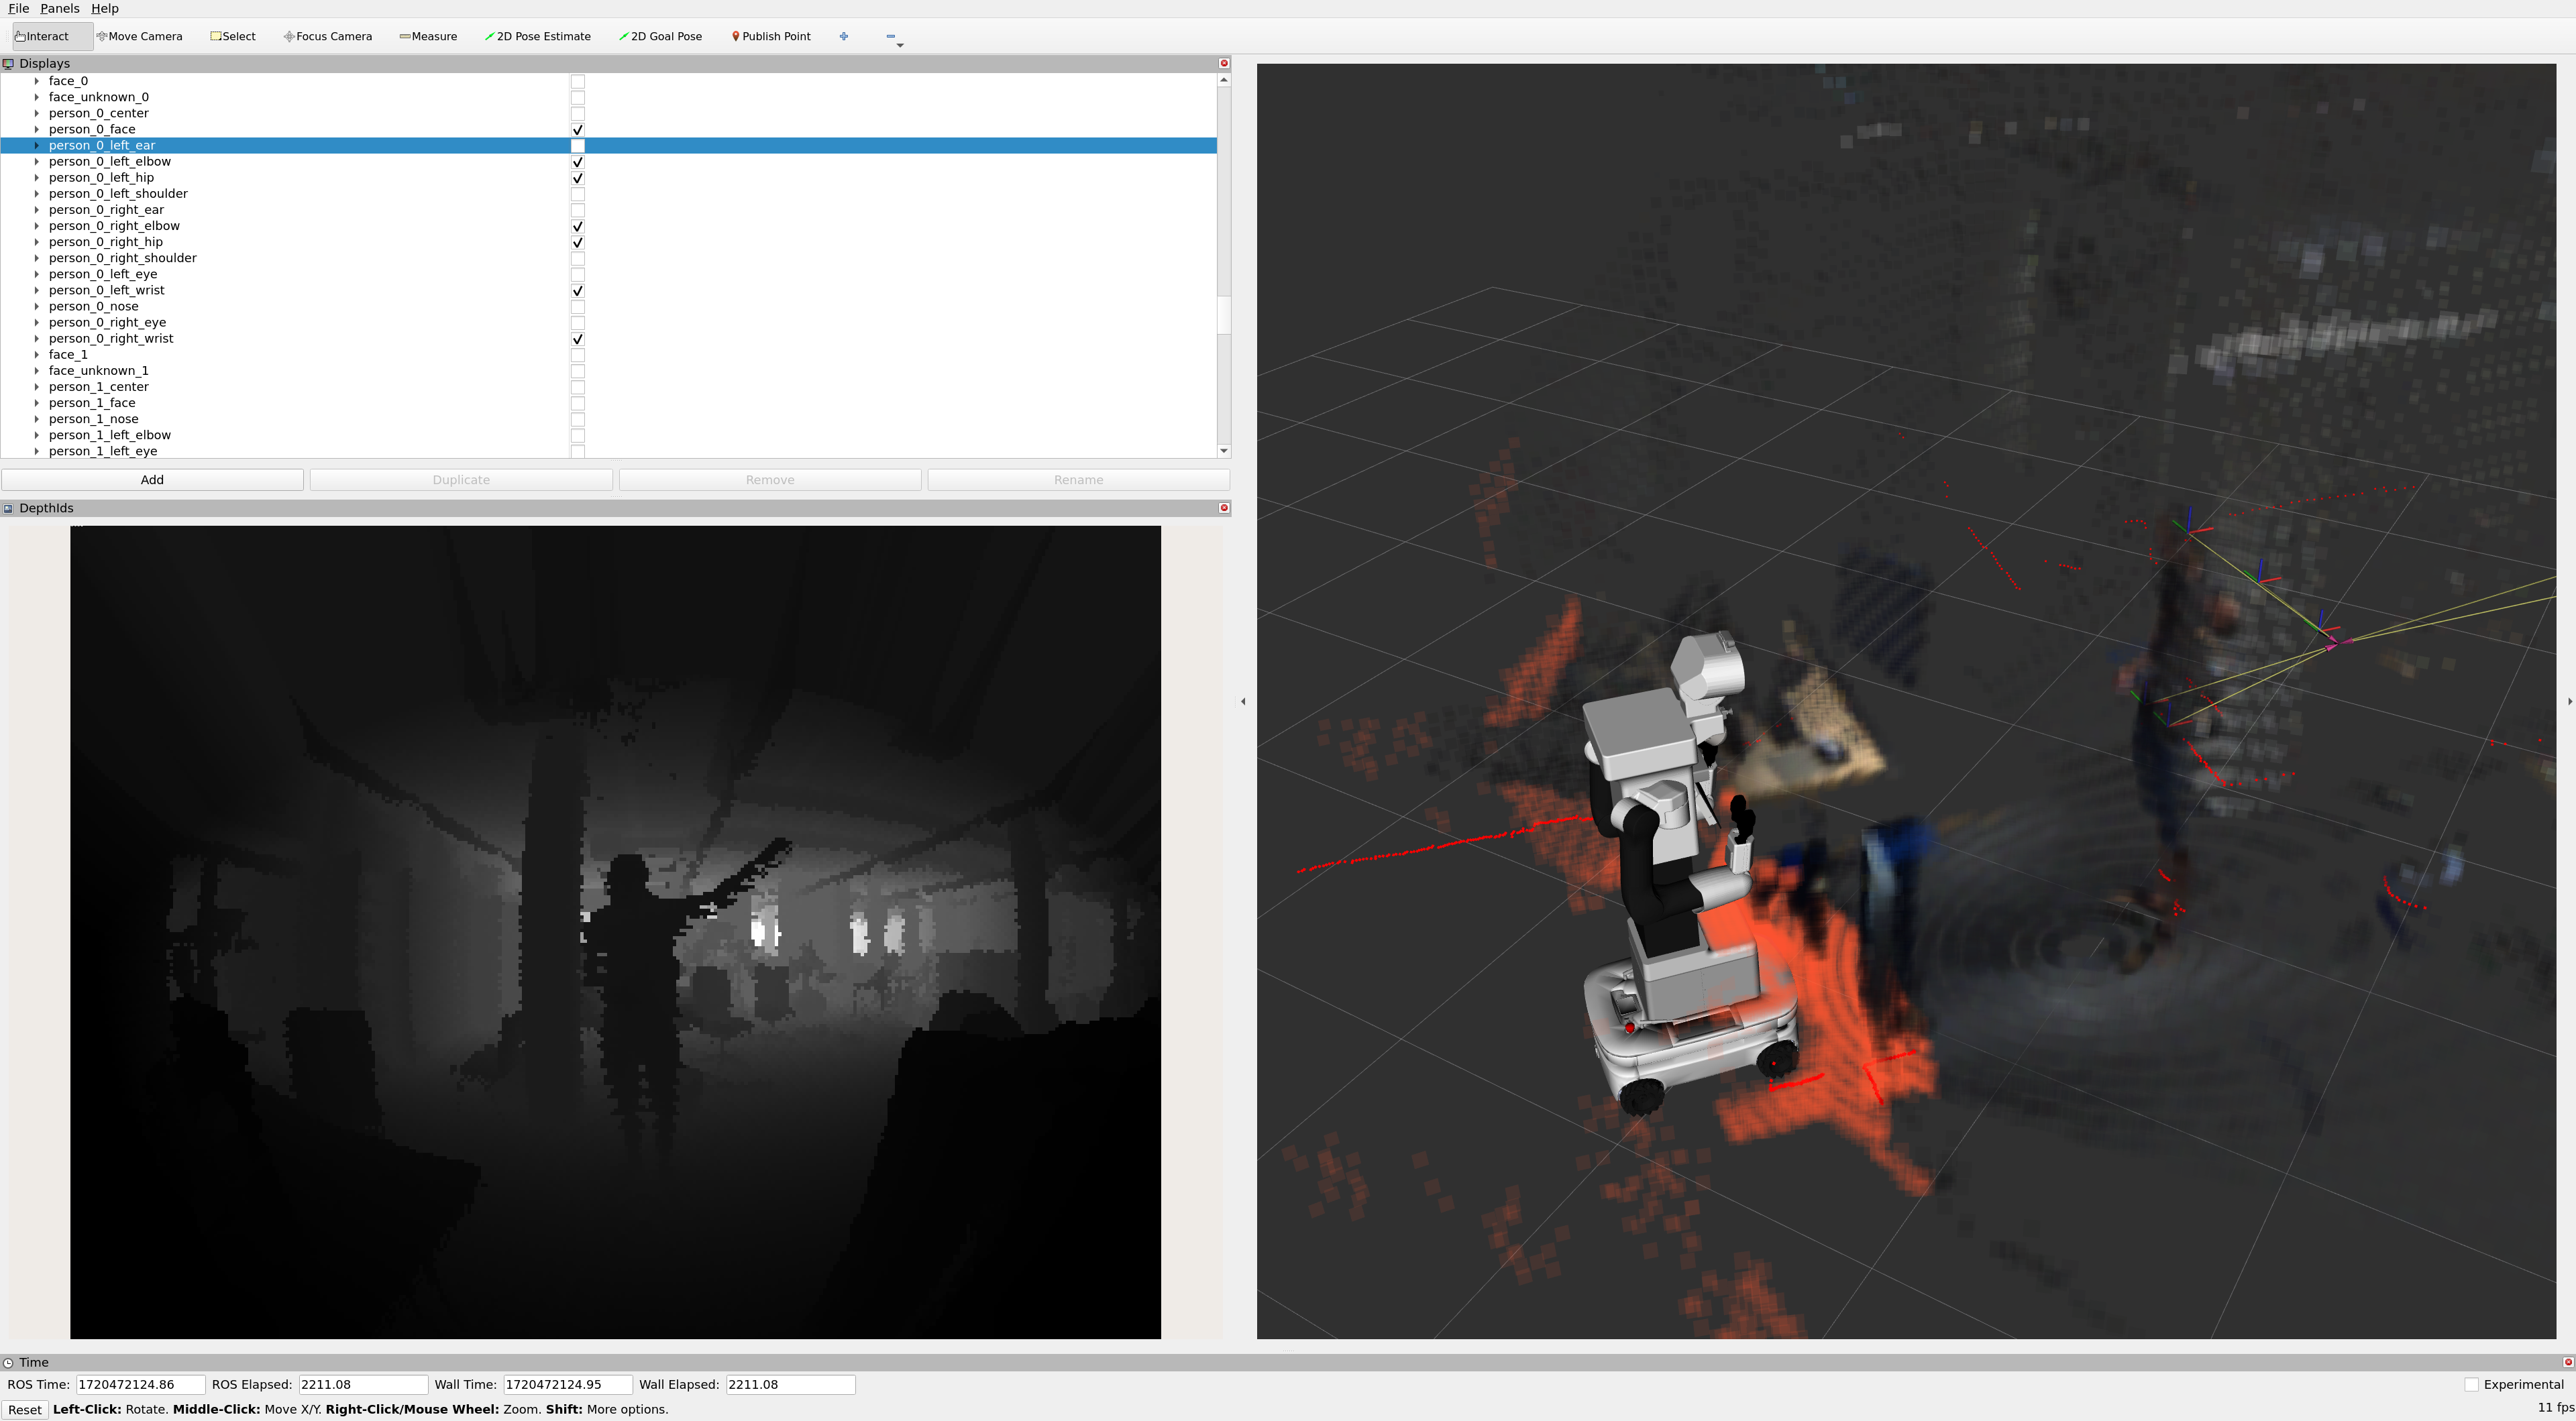 File Panels Help
Interact Move Camera Select Focus Camera Measure 2D Pose Estimate 2D Goal Pose Publish Point
Displays
face_0
face_unknown_0
person_0_center
person_0_face
person_0_left_ear
person_0_left_elbow
person_0_left_hip
person_0_left_shoulder
person_0_right_ear
person_0_right_elbow
person_0_right_hip
person_0_right_shoulder
person_0_left_eye
person_0_left_wrist
person_0_nose
person_0_right_eye
person_0_right_wrist
face_1
face_unknown_1
person_1_center
person_1_face
person_1_nose
person_1_left_elbow
person_1_left_eye
Add Duplicate Remove Rename
DepthIds
Time
ROS Time: 1720472124.86 ROS Elapsed: 2211.08 Wall Time: 1720472124.95 Wall Elapsed: 2211.08 Experimental
Reset Left-Click: Rotate. Middle-Click: Move X/Y. Right-Click/Mouse Wheel: Zoom. Shift: More options. 11 fps